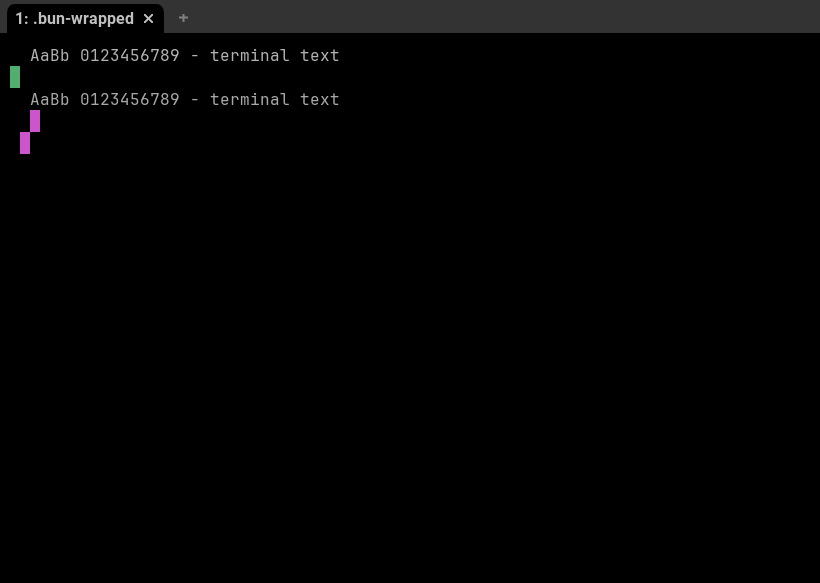 1: .bun-wrapped × +
AaBb 0123456789 - terminal text
AaBb 0123456789 - terminal text